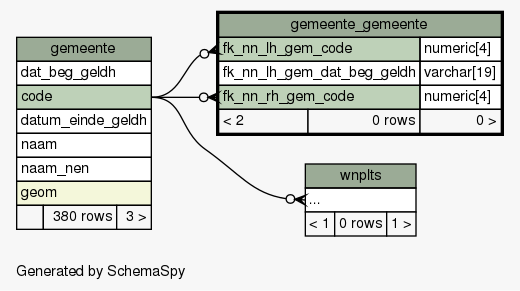 gemeente_gemeente
fk_nn_lh_gem_code numeric[4]
fk_nn_lh_gem_dat_beg_geldh varchar[19]
fk_nn_rh_gem_code numeric[4]
< 2 0 rows 0 >
gemeente
dat_beg_geldh
code
datum_einde_geldh
naam
naam_nen
geom
380 rows 3 >
wnplts
...
< 1 0 rows 1 >
Generated by SchemaSpy